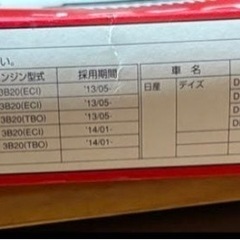 い。
ンジン型式 採用期間 車 名
3B20(ECI) '13/05- 日産 デイズ D
3B20(ECI) '13/05- D
3B20(TBO) '13/05- D
3B20(ECI) '14/01- D
3B20(TBO) '14/01-